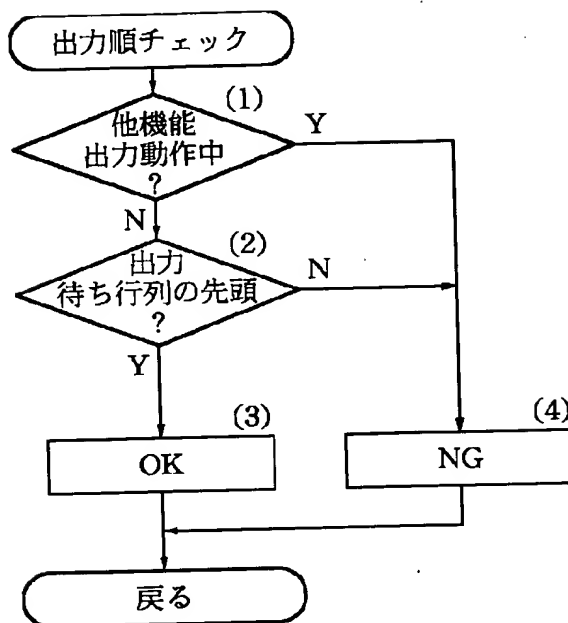 出力順チェック
(1)
他機能
出力動作中
?
Y
N
(2)
出力
待ち行列の先頭
?
N
Y
(3)
OK
(4)
NG
戻る